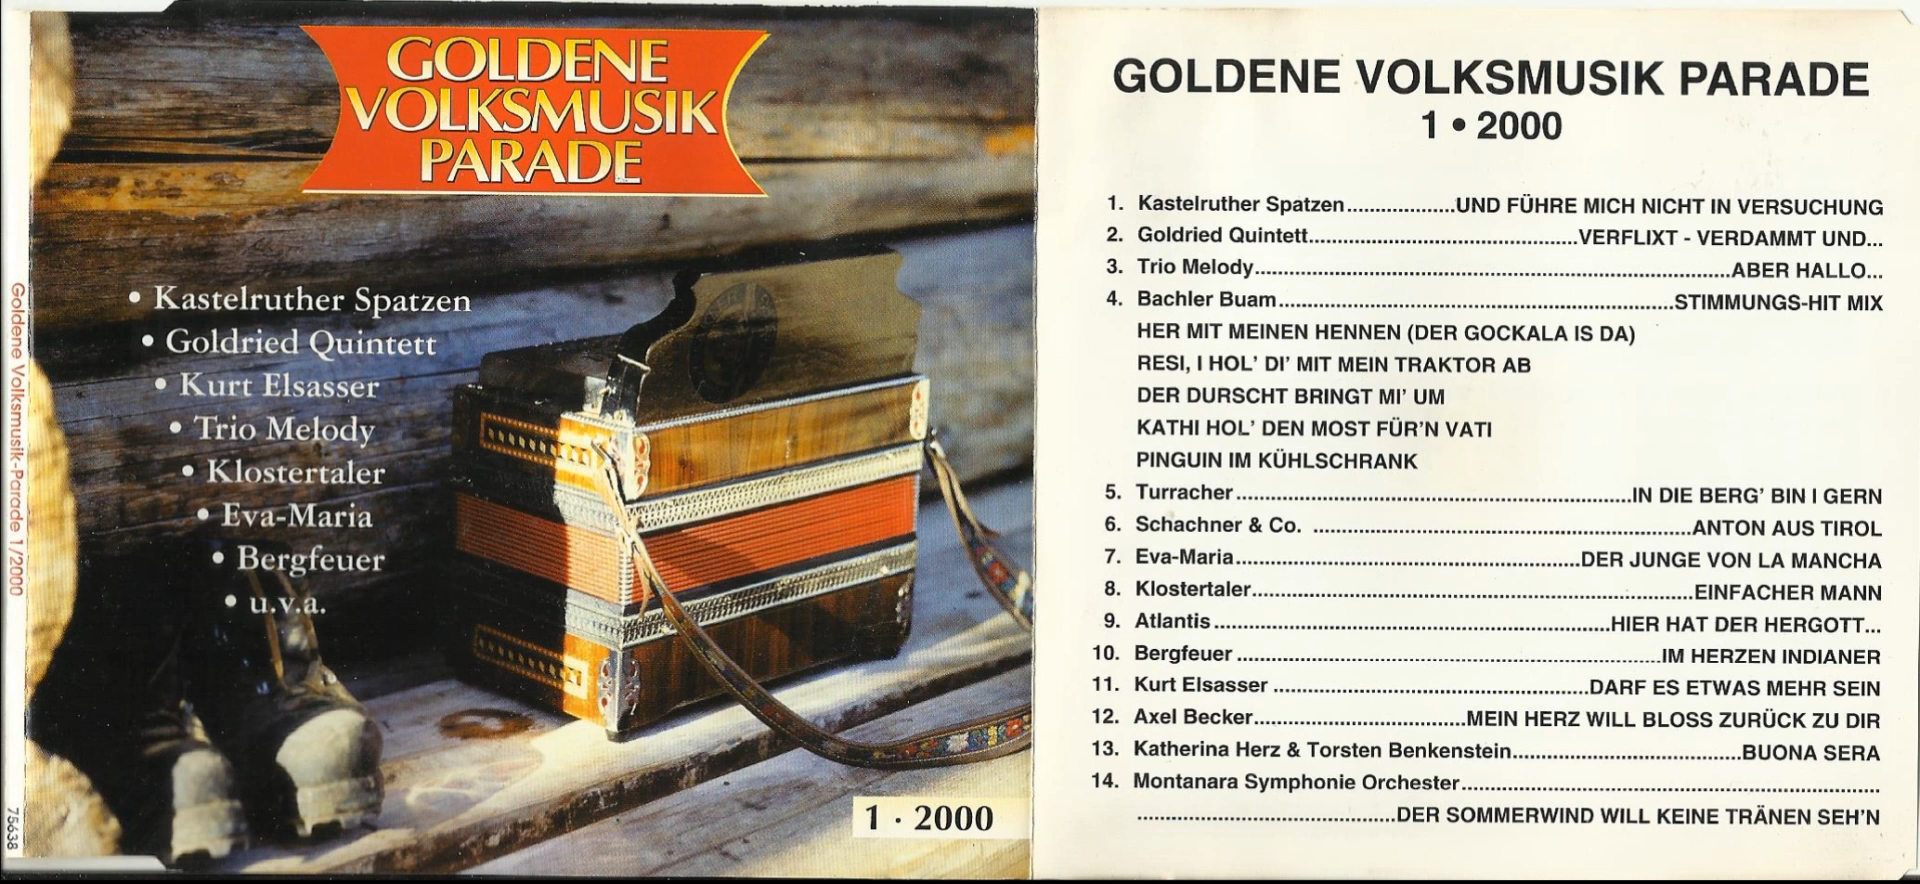 Goldene Volksmusik-Parade 1/2000
75638
GOLDENE
VOLKSMUSIK
PARADE
• Kastelruther Spatzen
• Goldried Quintett
• Kurt Elsasser
• Trio Melody
• Klostertaler
• Eva-Maria
• Bergfeuer
• u.v.a.
1 · 2000
GOLDENE VOLKSMUSIK PARADE
1 • 2000
1. Kastelruther Spatzen...................UND FÜHRE MICH NICHT IN VERSUCHUNG
2. Goldried Quintett...............................................VERFLIXT - VERDAMMT UND...
3. Trio Melody...................................................................................ABER HALLO...
4. Bachler Buam.....................................................................STIMMUNGS-HIT MIX
HER MIT MEINEN HENNEN (DER GOCKALA IS DA)
RESI, I HOL' DI' MIT MEIN TRAKTOR AB
DER DURSCHT BRINGT MI' UM
KATHI HOL' DEN MOST FÜR'N VATI
PINGUIN IM KÜHLSCHRANK
5. Turracher.....................................................................IN DIE BERG' BIN I GERN
6. Schachner & Co. ..................................................................ANTON AUS TIROL
7. Eva-Maria............................................................DER JUNGE VON LA MANCHA
8. Klostertaler.............................................................................EINFACHER MANN
9. Atlantis.....................................................................HIER HAT DER HERGOTT...
10. Bergfeuer..........................................................................IM HERZEN INDIANER
11. Kurt Elsasser.......................................................DARF ES ETWAS MEHR SEIN
12. Axel Becker.....................................MEIN HERZ WILL BLOSS ZURÜCK ZU DIR
13. Katherina Herz & Torsten Benkenstein........................................BUONA SERA
14. Montanara Symphonie Orchester.........................................................................
.............................................DER SOMMERWIND WILL KEINE TRÄNEN SEH'N